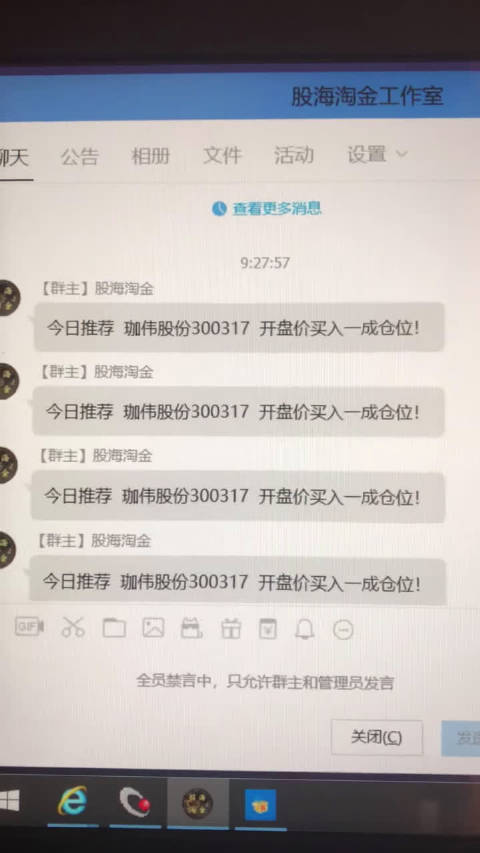 股海淘金工作室
聊天 公告 相册 文件 活动 设置
查看更多消息
9:27:57
【群主】股海淘金
今日推荐 珈伟股份300317 开盘价买入一成仓位!
【群主】股海淘金
今日推荐 珈伟股份300317 开盘价买入一成仓位!
【群主】股海淘金
今日推荐 珈伟股份300317 开盘价买入一成仓位!
【群主】股海淘金
今日推荐 珈伟股份300317 开盘价买入一成仓位!
GIF
全员禁言中，只允许群主和管理员发言
关闭(C)
股海
淘金